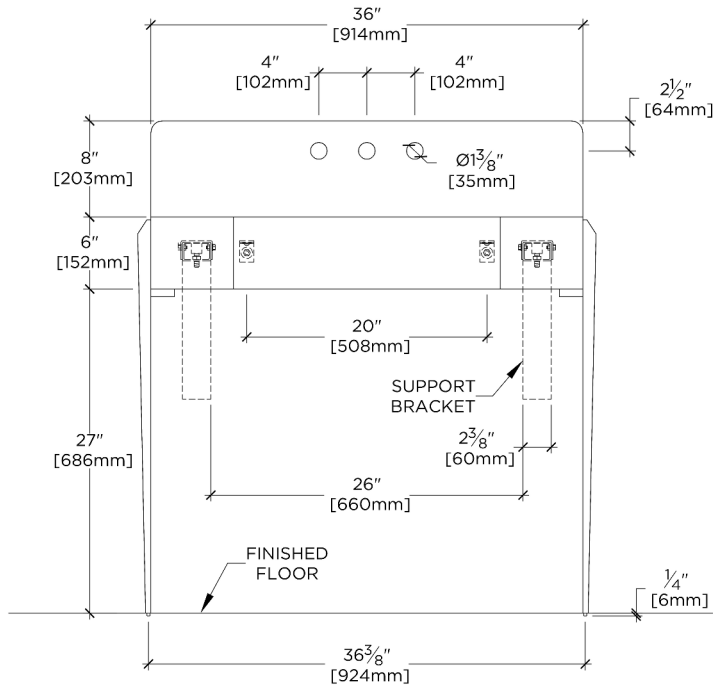 36"
[914mm]
4"
[102mm]
4"
[102mm]
2½"
[64mm]
8"
[203mm]
Ø1⅜"
[35mm]
6"
[152mm]
20"
[508mm]
SUPPORT
BRACKET
27"
[686mm]
2⅜"
[60mm]
26"
[660mm]
FINISHED
FLOOR
¼"
[6mm]
36⅜"
[924mm]